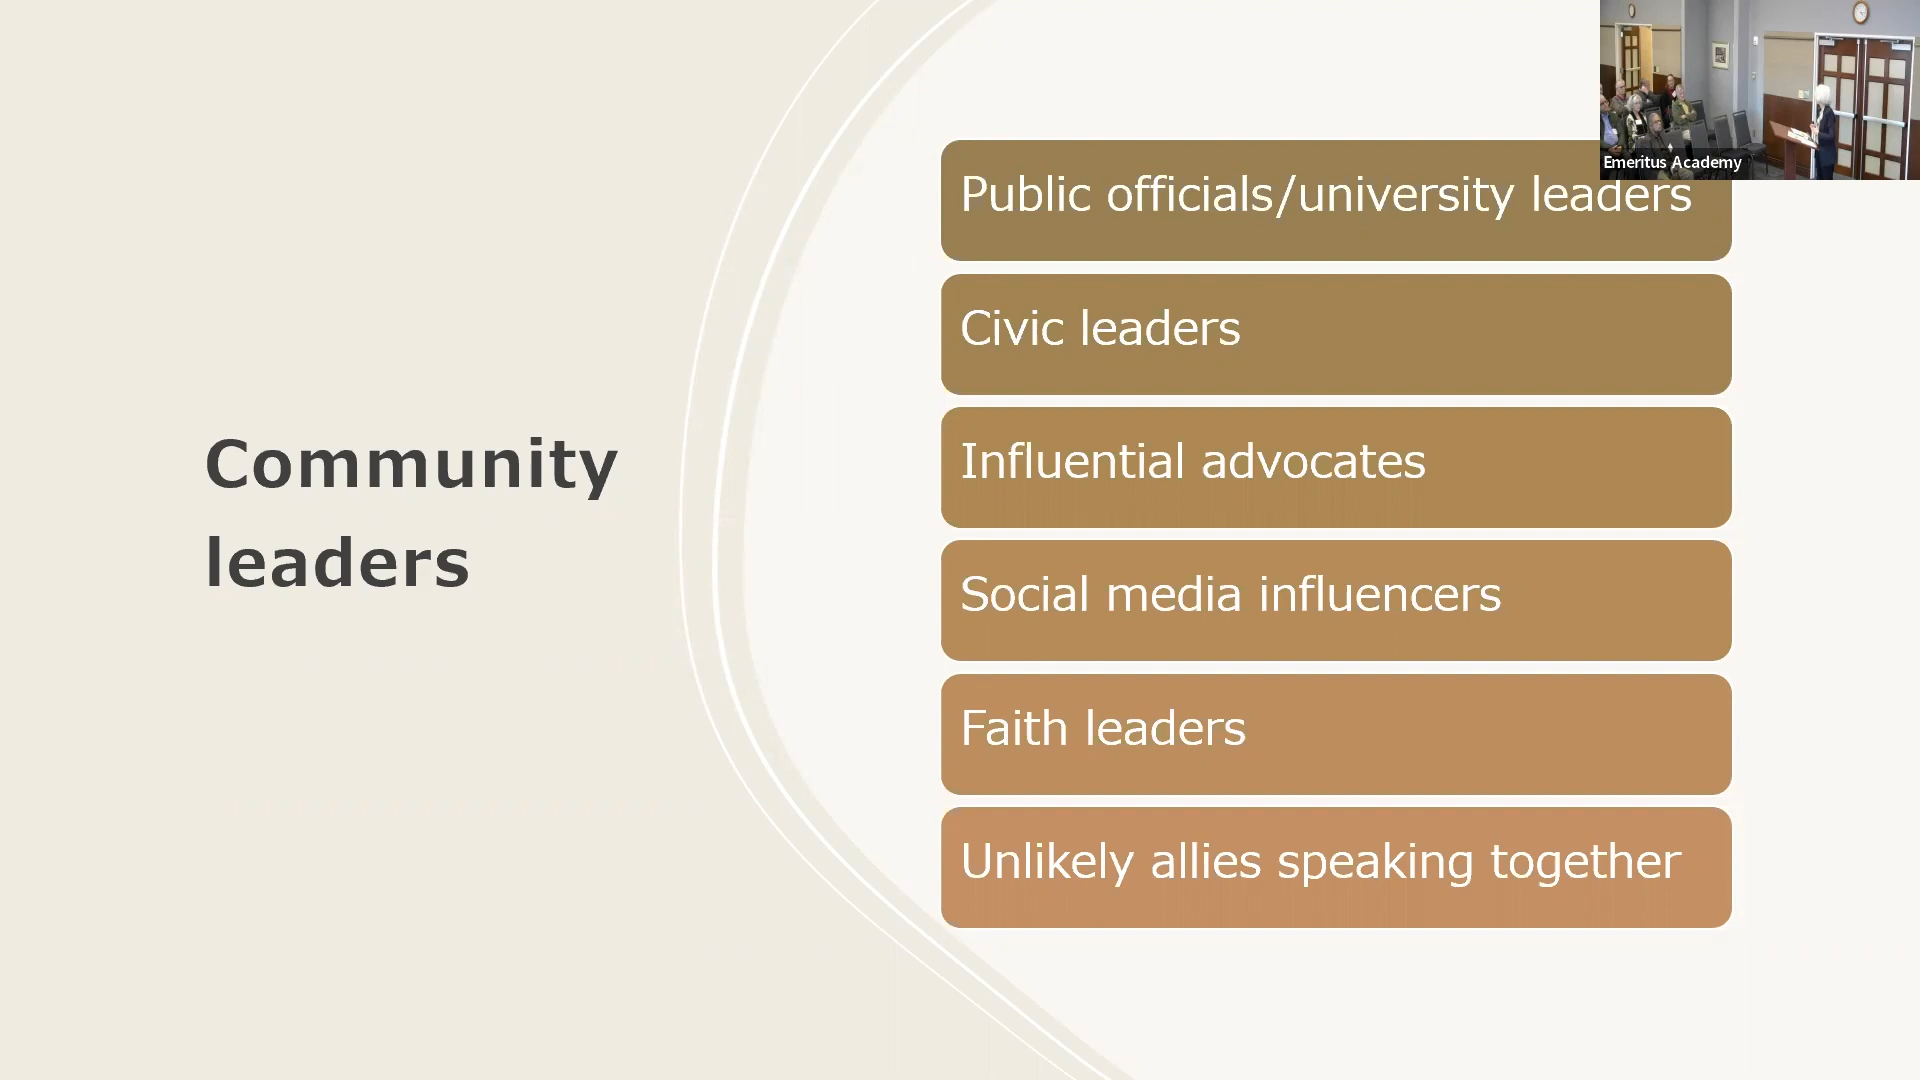 Community
leaders
Public officials/university leaders
Civic leaders
Influential advocates
Social media influencers
Faith leaders
Unlikely allies speaking together
Emeritus Academy